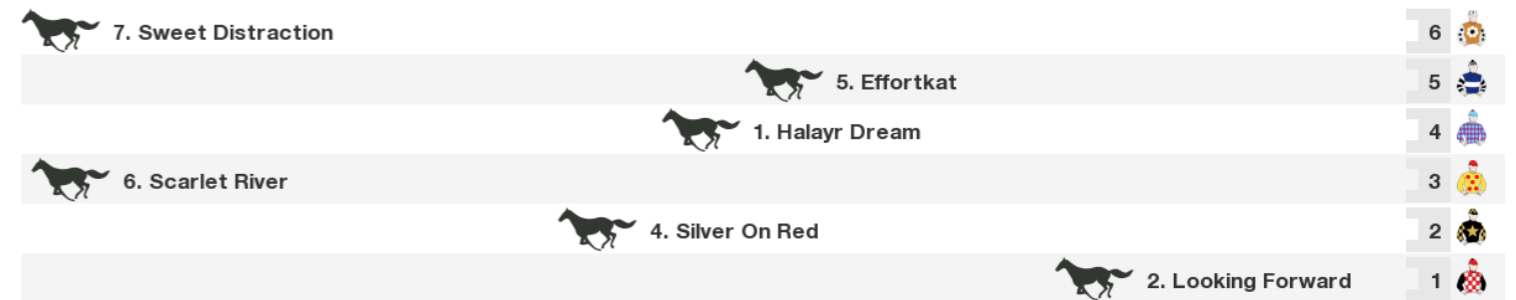 7. Sweet Distraction 6
5. Effortkat 5
1. Halayr Dream 4
6. Scarlet River 3
4. Silver On Red 2
2. Looking Forward 1